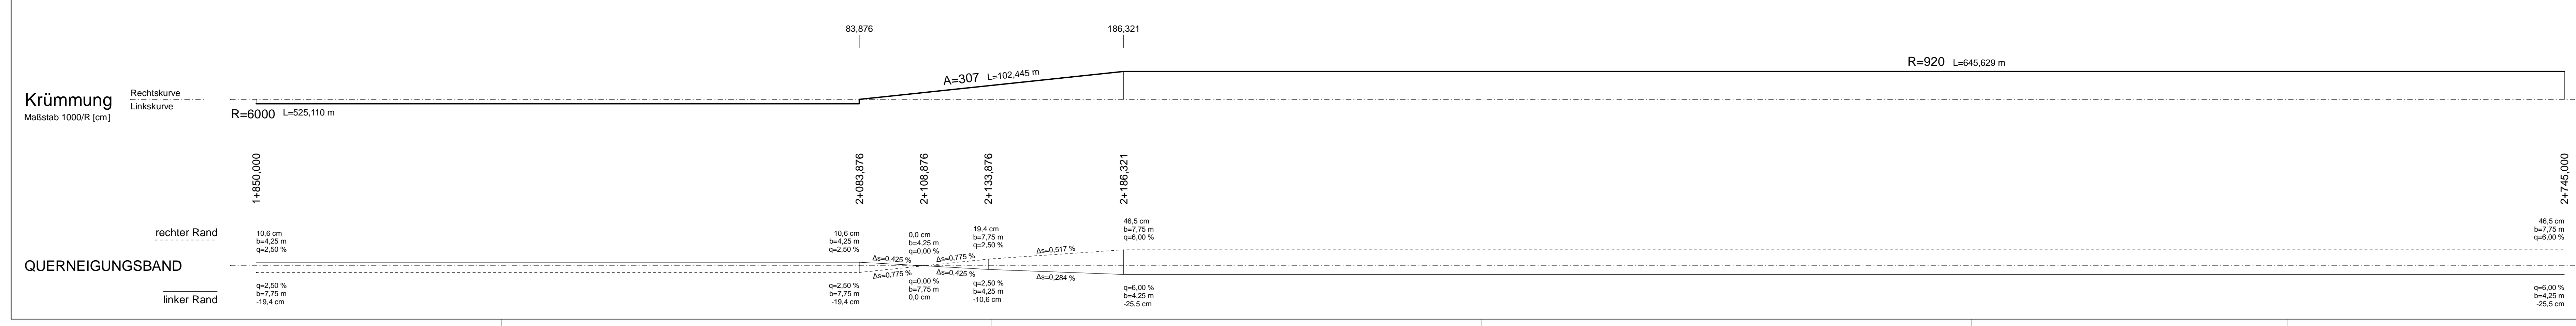 83,876
186,321
A=307 L=102,445 m
R=920 L=645,629 m
Krümmung
Rechtskurve
Linkskurve
Maßstab 1000/R [cm]
R=6000 L=525,110 m
1+850,000
2+083,876
2+108,876
2+133,876
2+186,321
2+745,000
rechter Rand
10,6 cm
b=4,25 m
q=2,50 %
10,6 cm
b=4,25 m
q=2,50 %
0,0 cm
b=4,25 m
q=0,00 %
19,4 cm
b=7,75 m
q=2,50 %
46,5 cm
b=7,75 m
q=6,00 %
46,5 cm
b=7,75 m
q=6,00 %
QUERNEIGUNGSBAND
Δs=0,425 %
Δs=0,775 %
Δs=0,517 %
Δs=0,775 %
Δs=0,425 %
Δs=0,284 %
linker Rand
q=2,50 %
b=7,75 m
-19,4 cm
q=2,50 %
b=7,75 m
-19,4 cm
q=0,00 %
b=7,75 m
0,0 cm
q=2,50 %
b=4,25 m
-10,6 cm
q=6,00 %
b=4,25 m
-25,5 cm
q=6,00 %
b=4,25 m
-25,5 cm